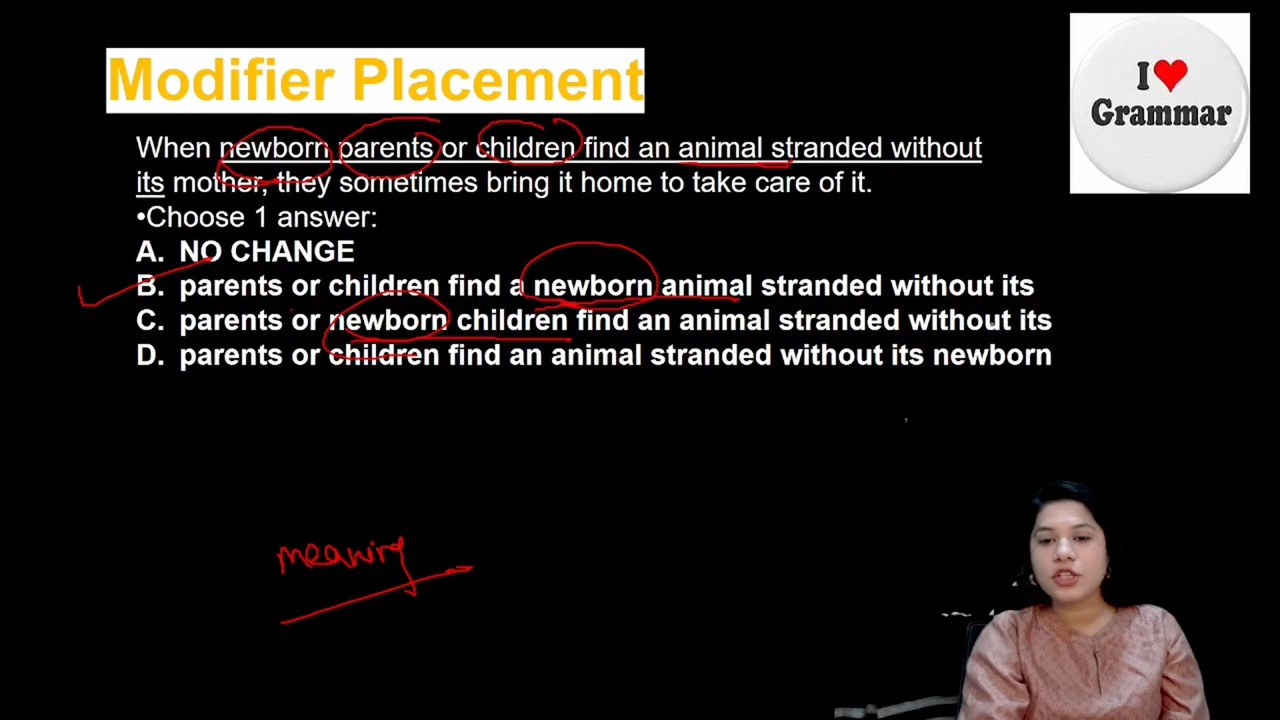 Modifier Placement
I ❤ Grammar
When newborn parents or children find an animal stranded without
its mother, they sometimes bring it home to take care of it.
•Choose 1 answer:
A. NO CHANGE
B. parents or children find a newborn animal stranded without its
C. parents or newborn children find an animal stranded without its
D. parents or children find an animal stranded without its newborn
meaning